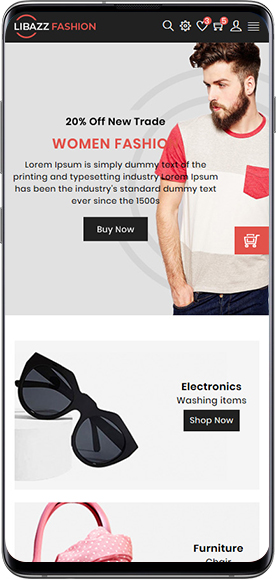 LIBAZZ FASHION
3
5
20% Off New Trade
WOMEN FASHIO
Lorem Ipsum is simply dummy text of the
printing and typesetting industry Lorem Ipsum
has been the industry's standard dummy text
ever since the 1500s
Buy Now
Electronics
Washing items
Shop Now
Furniture
Chair